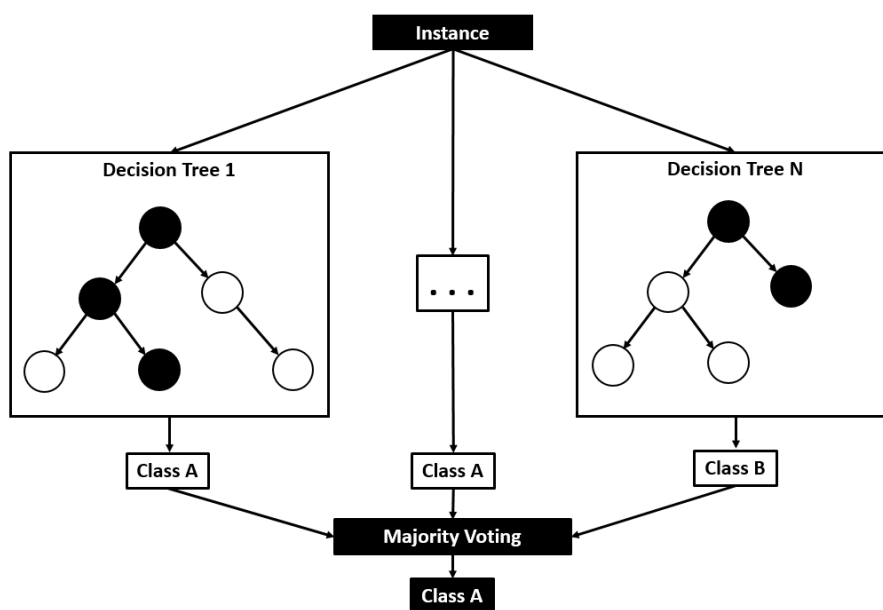 Instance
Decision Tree 1
Decision Tree N
. . .
Class A
Class A
Class B
Majority Voting
Class A